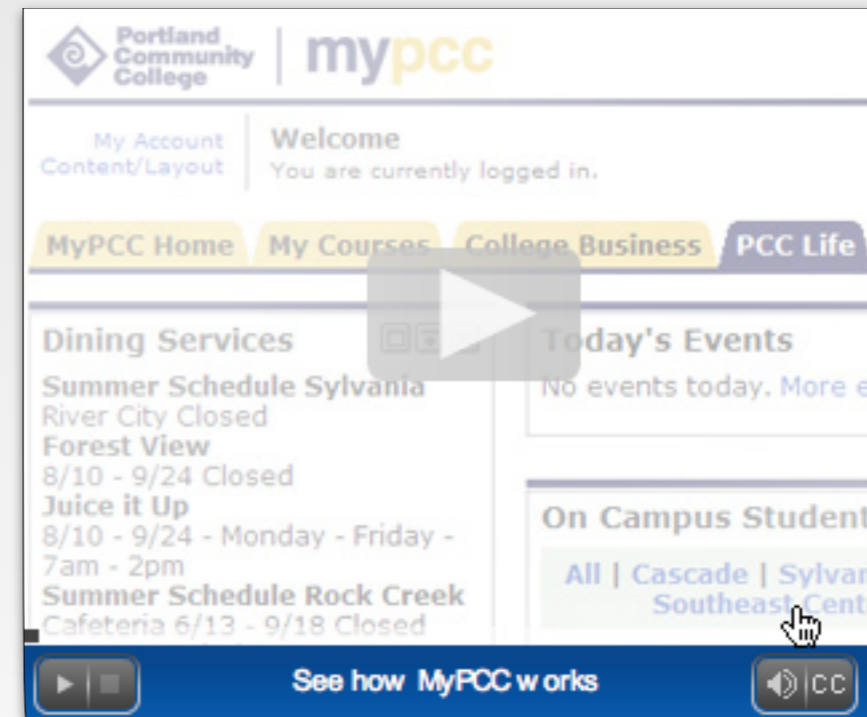 Portland
Community
College
mypcc
My Account
Content/Layout
Welcome
You are currently logged in.
MyPCC Home
My Courses
College Business
PCC Life
Dining Services
Summer Schedule Sylvania
River City Closed
Forest View
8/10 - 9/24 Closed
Juice it Up
8/10 - 9/24 - Monday - Friday -
7am - 2pm
Summer Schedule Rock Creek
Cafeteria 6/13 - 9/18 Closed
Today's Events
No events today. More
On Campus Student
All | Cascade |
Southeast
See how MyPCC works
CC